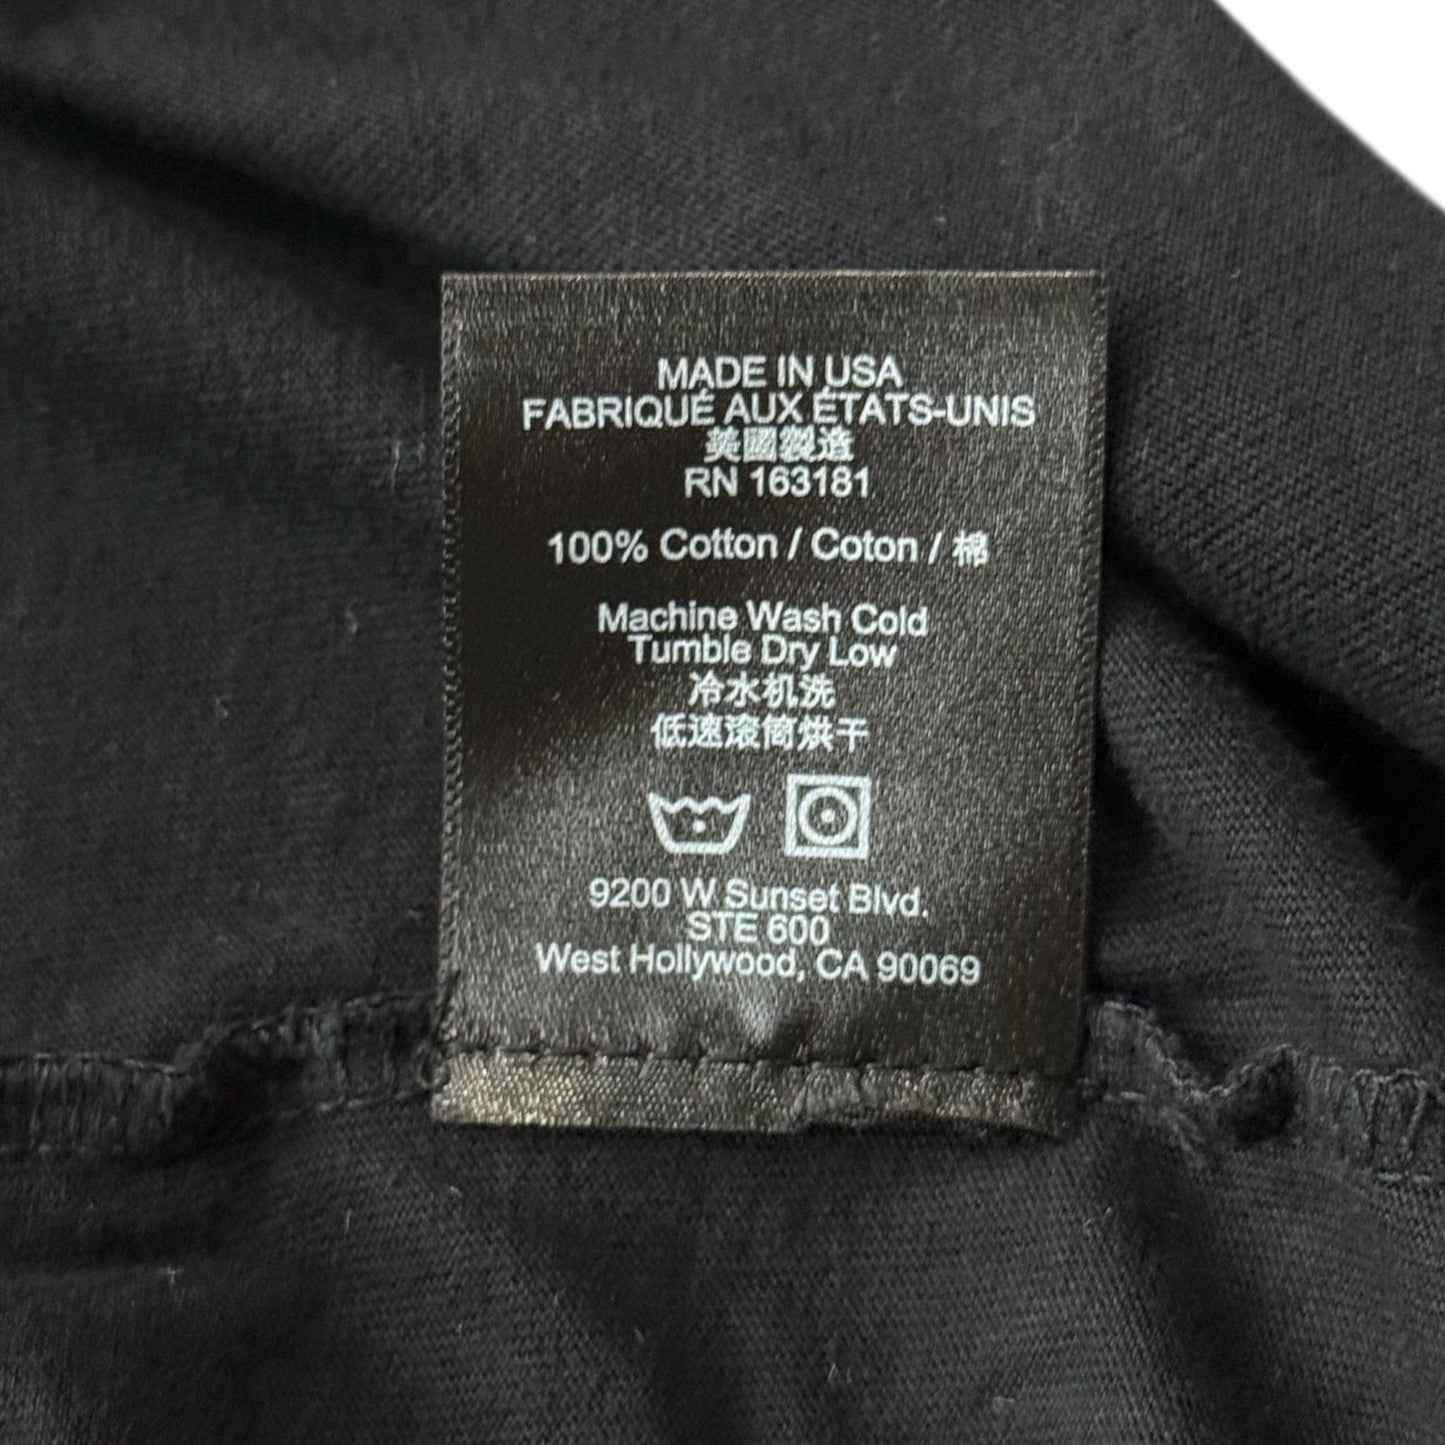 MADE IN USA
FABRIQUÉ AUX ÉTATS-UNIS
美國製造
RN 163181
100% Cotton / Coton / 棉
Machine Wash Cold
Tumble Dry Low
冷水机洗
低速滚筒烘干
9200 W Sunset Blvd.
STE 600
West Hollywood, CA 90069